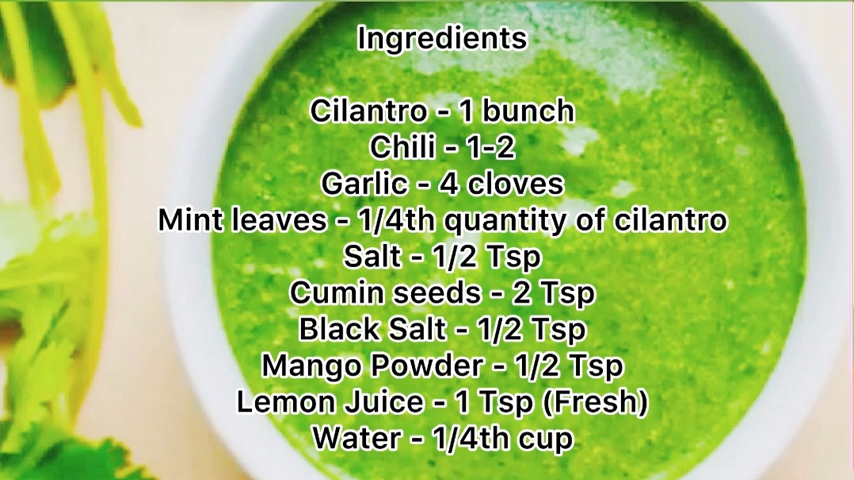 Ingredients
Cilantro - 1 bunch
Chili - 1-2
Garlic - 4 cloves
Mint leaves - 1/4th quantity of cilantro
Salt - 1/2 Tsp
Cumin seeds - 2 Tsp
Black Salt - 1/2 Tsp
Mango Powder - 1/2 Tsp
Lemon Juice - 1 Tsp (Fresh)
Water - 1/4th cup